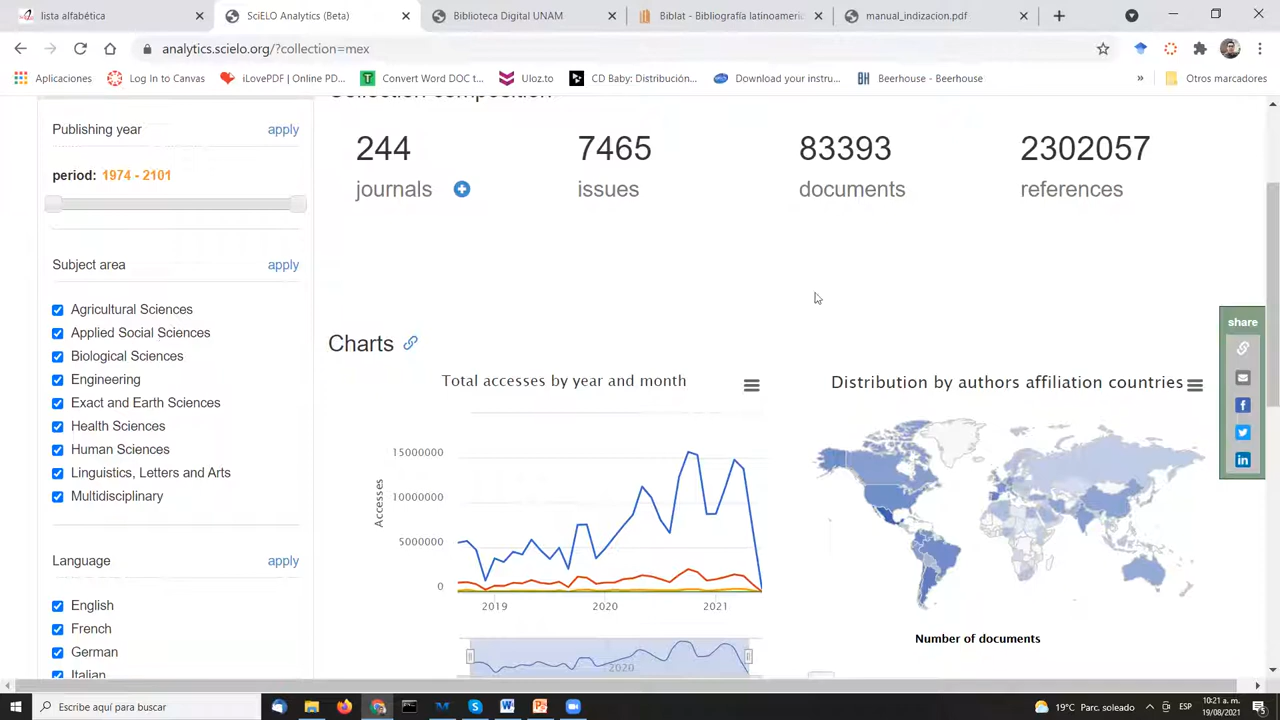 lista alfabética
SciELO Analytics (Beta)
Biblioteca Digital UNAM
Biblat - Bibliografía latinoameric
manual_indizacion.pdf
analytics.scielo.org/?collection=mex
Aplicaciones
Log In to Canvas
iLovePDF | Online PD...
Convert Word DOC t...
Uloz.to
CD Baby: Distribución...
Download your instru...
Beerhouse - Beerhouse
»
Otros marcadores
Collection composition
Publishing year
apply
period: 1974 - 2101
244
7465
83393
2302057
journals
issues
documents
references
Subject area
apply
Agricultural Sciences
Applied Social Sciences
Biological Sciences
Engineering
Exact and Earth Sciences
Health Sciences
Human Sciences
Linguistics, Letters and Arts
Multidisciplinary
Language
apply
English
French
German
Italian
Charts
Total accesses by year and month
Accesses
15000000
10000000
5000000
0
2019
2020
2021
2020
Distribution by authors affiliation countries
Number of documents
share
Escribe aquí para buscar
19°C Parc. soleado
ESP
10:21 a. m.
19/08/2021